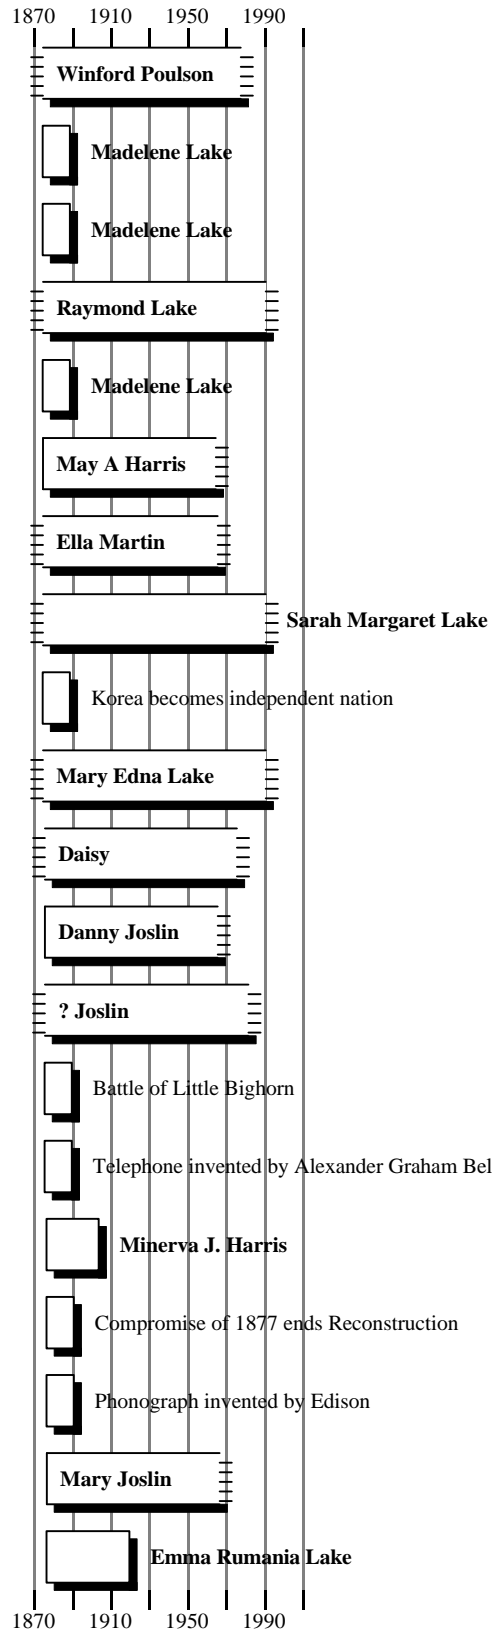 1870 1910 1950 1990
Winford Poulson
Madelene Lake
Madelene Lake
Raymond Lake
Madelene Lake
May A Harris
Ella Martin
Sarah Margaret Lake
Korea becomes independent nation
Mary Edna Lake
Daisy
Danny Joslin
? Joslin
Battle of Little Bighorn
Telephone invented by Alexander Graham Bel
Minerva J. Harris
Compromise of 1877 ends Reconstruction
Phonograph invented by Edison
Mary Joslin
Emma Rumania Lake
1870 1910 1950 1990